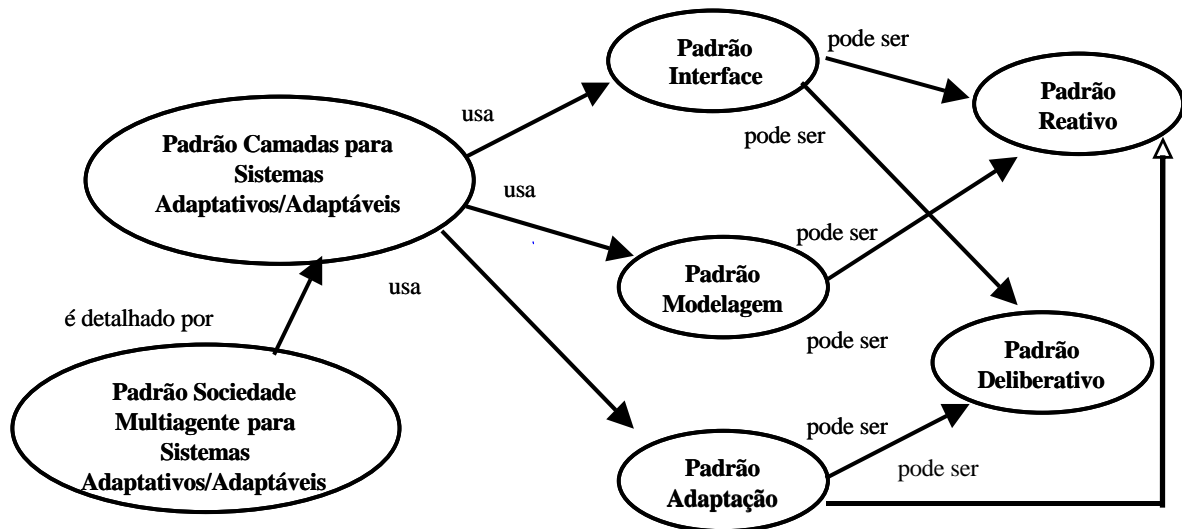 Padrão
Interface
pode ser
Padrão
Reativo
usa
pode ser
Padrão Camadas para
Sistemas
Adaptativos/Adaptáveis
usa
pode ser
Padrão
Modelagem
usa
é detalhado por
pode ser
Padrão
Deliberativo
Padrão Sociedade
Multiagente para
Sistemas
Adaptativos/Adaptáveis
pode ser
Padrão
Adaptação
pode ser